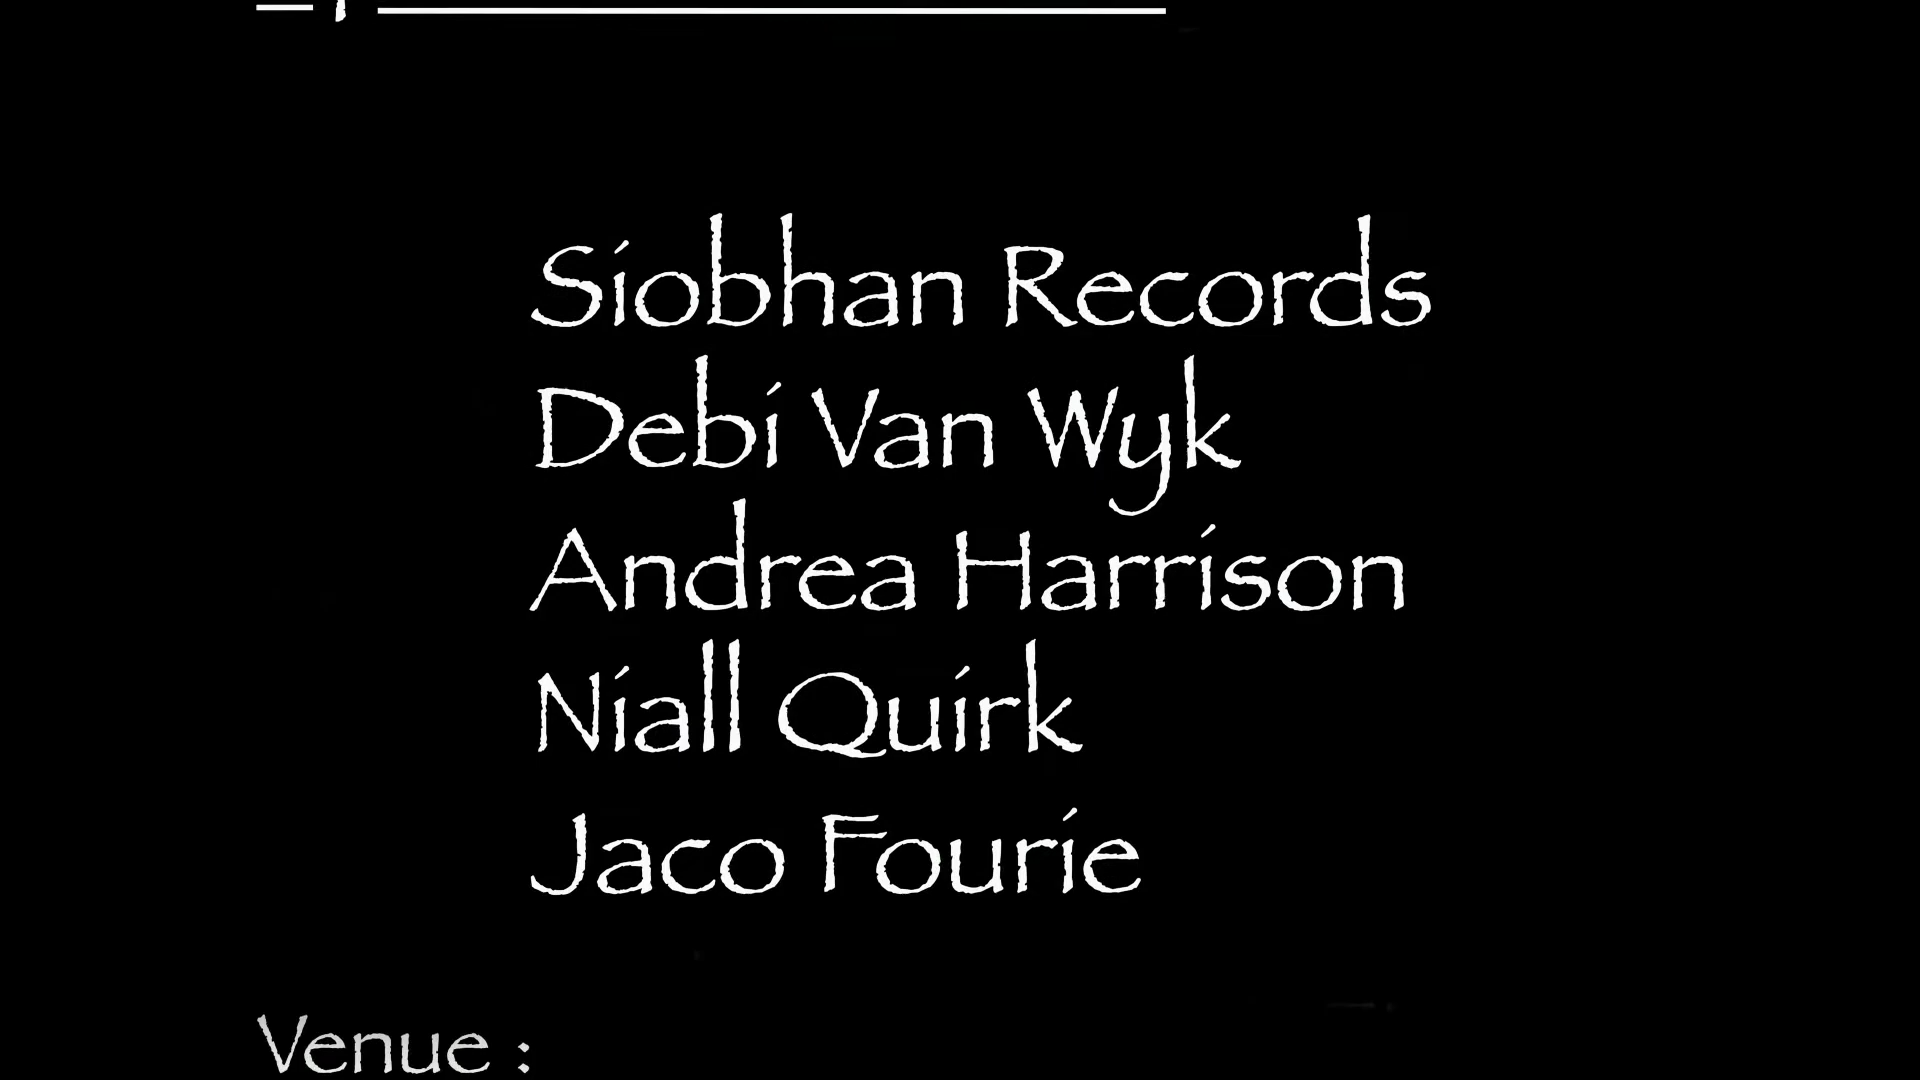 Siobhan Records
Debi Van Wyk
Andrea Harrison
Niall Quirk
Jaco Fourie
Venue :